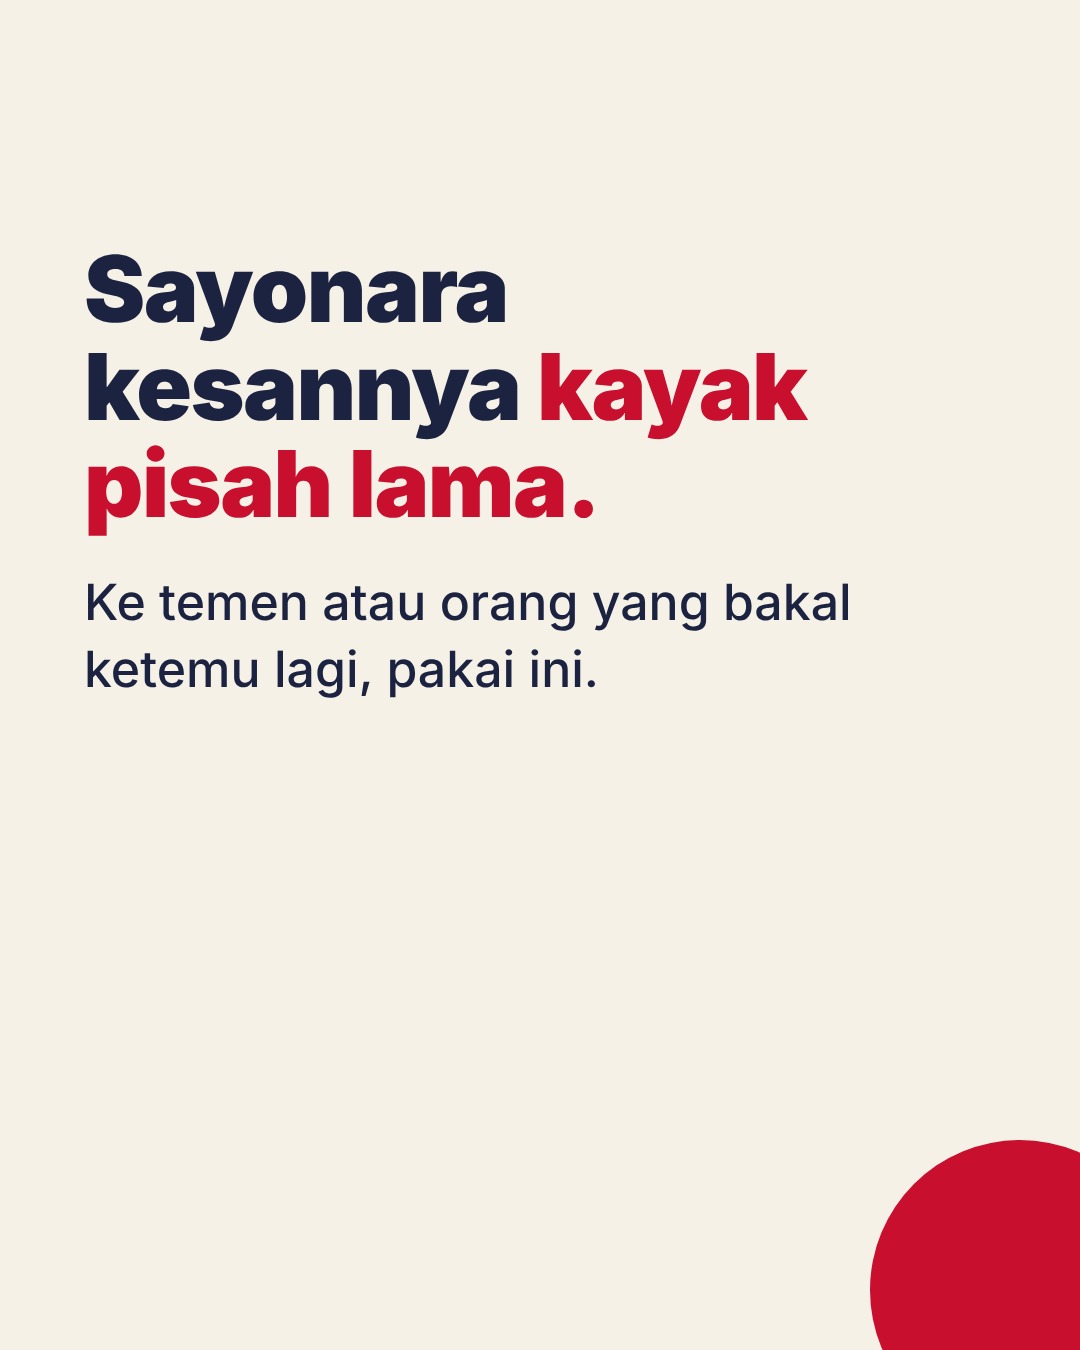 Sayonara
kesannya kayak
pisah lama.
Ke temen atau orang yang bakal
ketemu lagi, pakai ini.